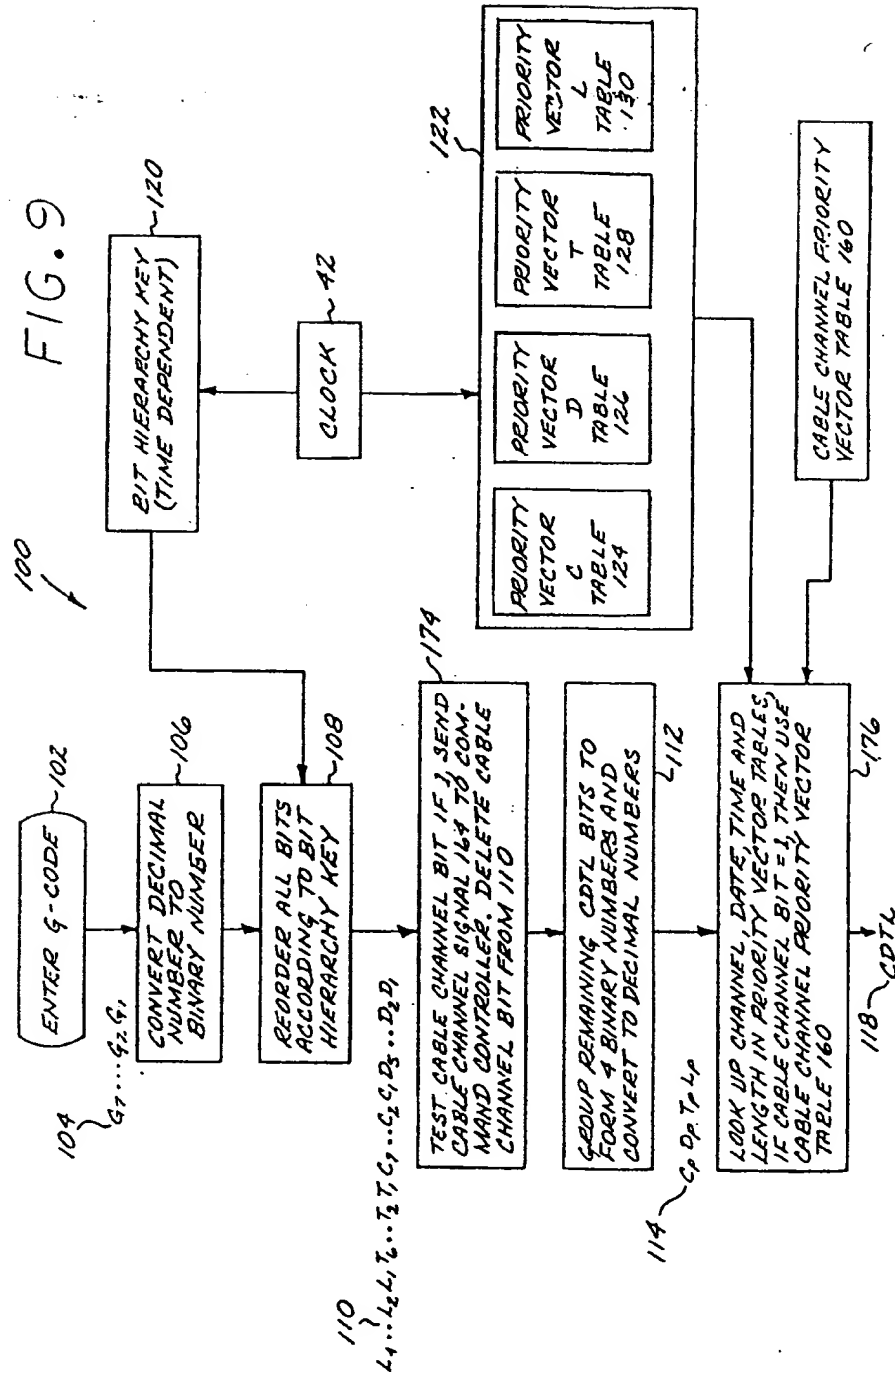 FIG. 9
100
ENTER G-CODE
102
104
G7 ... G2 G1
CONVERT DECIMAL
NUMBER TO
BINARY NUMBER
106
REORDER ALL BITS
ACCORDING TO BIT
HIERARCHY KEY
108
BIT HIERARCHY KEY
(TIME DEPENDENT)
120
CLOCK
42
110
L4 ... L2 L1 T6 ... T2 T1 C7 ... C2 C1 D5 ... D2 D1
TEST CABLE CHANNEL BIT IF 1, SEND
CABLE CHANNEL SIGNAL 164 TO COM-
MAND CONTROLLER. DELETE CABLE
CHANNEL BIT FROM 110
174
GROUP REMAINING CDTL BITS TO
FORM 4 BINARY NUMBERS AND
CONVERT TO DECIMAL NUMBERS
112
114
Cp Dp Tp Lp
LOOK UP CHANNEL, DATE, TIME AND
LENGTH IN PRIORITY VECTOR TABLES,
IF CABLE CHANNEL BIT = 1, THEN USE
CABLE CHANNEL PRIORITY VECTOR
TABLE 160
176
118
CDTL
122
PRIORITY
VECTOR
C
TABLE
124
PRIORITY
VECTOR
D
TABLE
126
PRIORITY
VECTOR
T
TABLE
128
PRIORITY
VECTOR
L
TABLE
130
CABLE CHANNEL PRIORITY
VECTOR TABLE 160